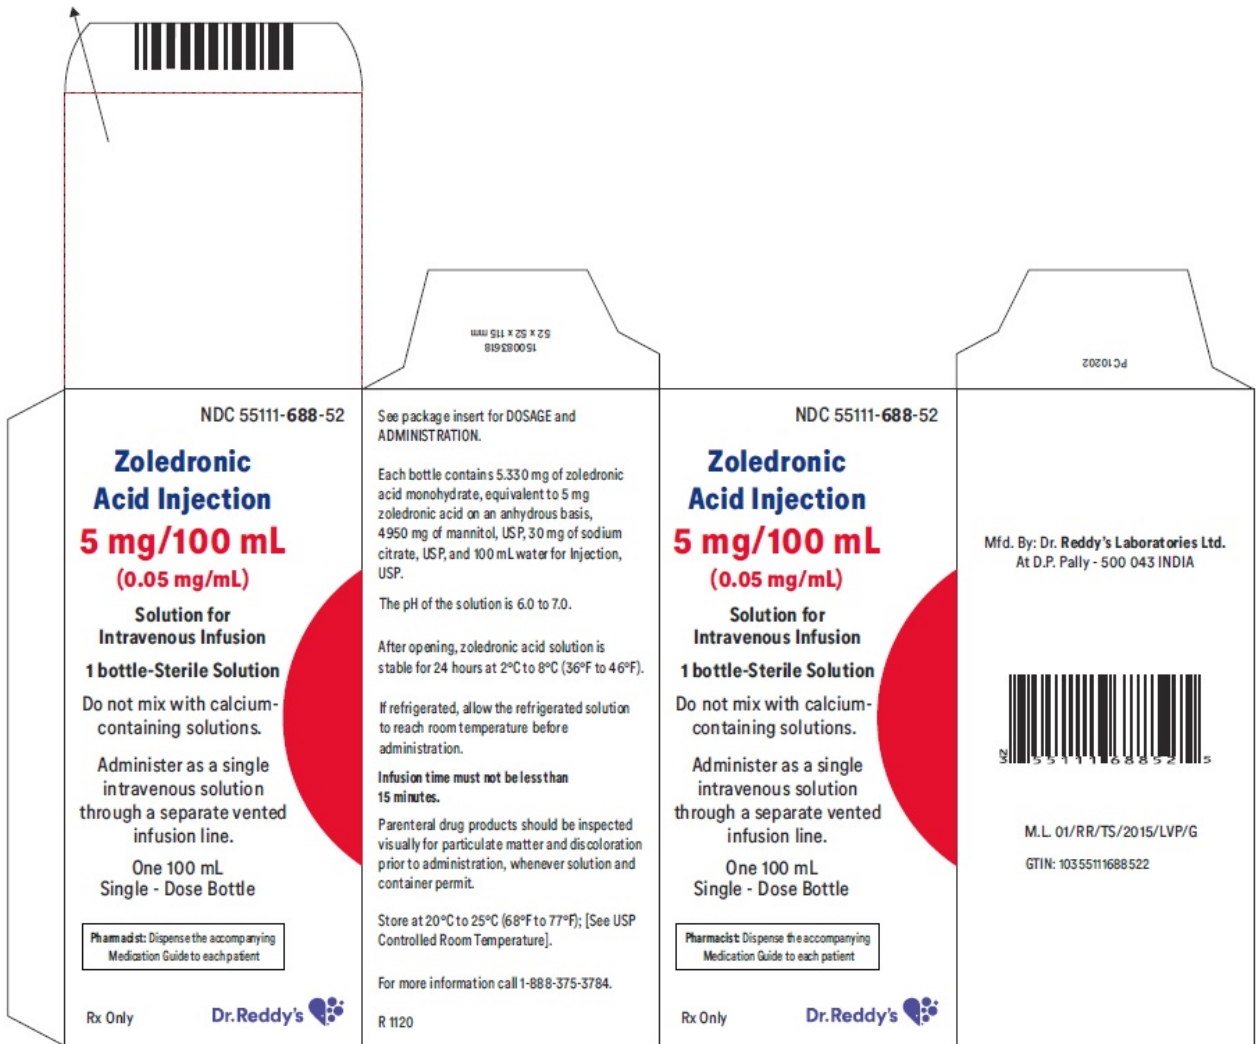 52 x 52 x 115 mm
150083618
PC10202
NDC 55111-688-52
Zoledronic
Acid Injection
5 mg/100 mL
(0.05 mg/mL)
Solution for
Intravenous Infusion
1 bottle-Sterile Solution
Do not mix with calcium-
containing solutions.
Administer as a single
intravenous solution
through a separate vented
infusion line.
One 100 mL
Single - Dose Bottle
Pharmacist: Dispense the accompanying
Medication Guide to each patient
Rx Only
Dr.Reddy's
See package insert for DOSAGE and
ADMINISTRATION.
Each bottle contains 5.330 mg of zoledronic
acid monohydrate, equivalent to 5 mg
zoledronic acid on an anhydrous basis,
4950 mg of mannitol, USP, 30 mg of sodium
citrate, USP, and 100 mL water for Injection,
USP.
The pH of the solution is 6.0 to 7.0.
After opening, zoledronic acid solution is
stable for 24 hours at 2°C to 8°C (36°F to 46°F).
If refrigerated, allow the refrigerated solution
to reach room temperature before
administration.
Infusion time must not be less than
15 minutes.
Parenteral drug products should be inspected
visually for particulate matter and discoloration
prior to administration, whenever solution and
container permit.
Store at 20°C to 25°C (68°F to 77°F); [See USP
Controlled Room Temperature].
For more information call 1-888-375-3784.
R 1120
NDC 55111-688-52
Zoledronic
Acid Injection
5 mg/100 mL
(0.05 mg/mL)
Solution for
Intravenous Infusion
1 bottle-Sterile Solution
Do not mix with calcium-
containing solutions.
Administer as a single
intravenous solution
through a separate vented
infusion line.
One 100 mL
Single - Dose Bottle
Pharmacist: Dispense the accompanying
Medication Guide to each patient
Rx Only
Dr.Reddy's
Mfd. By: Dr. Reddy's Laboratories Ltd.
At D.P. Pally - 500 043 INDIA
N
3 55111 68852 5
M.L. 01/RR/TS/2015/LVP/G
GTIN: 10355111688522